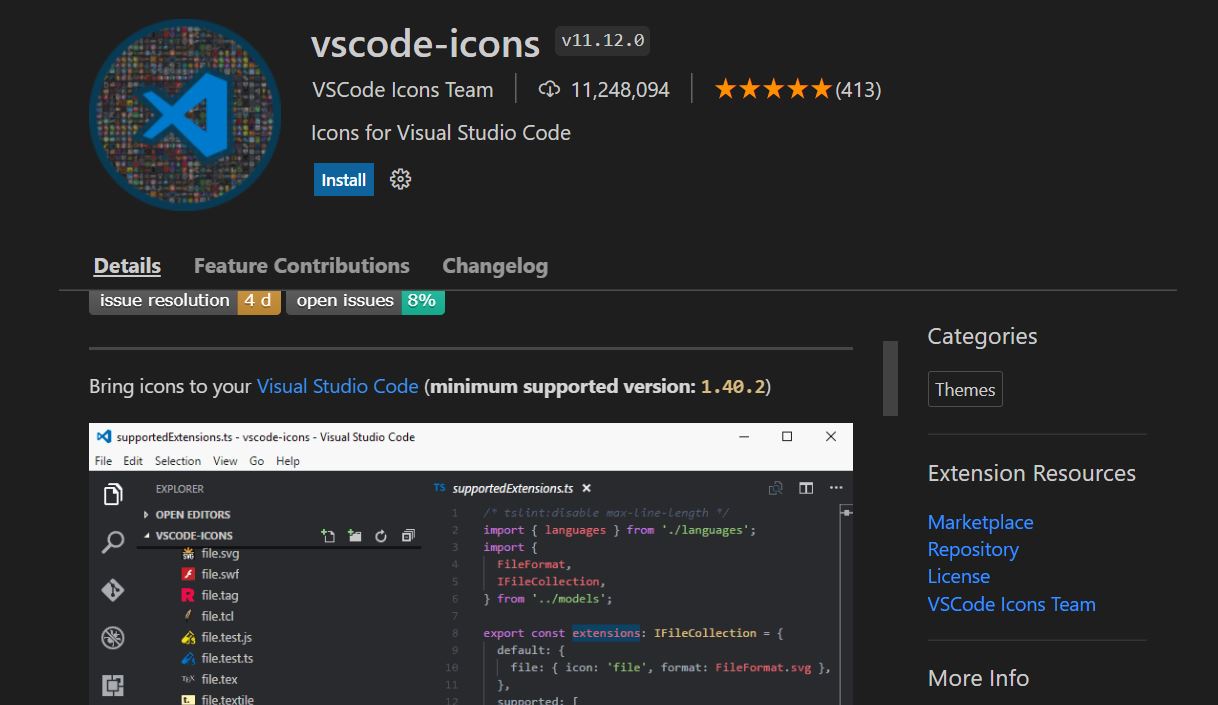 vscode-icons v11.12.0
VSCode Icons Team 11,248,094 (413)
Icons for Visual Studio Code
Install
Details Feature Contributions Changelog
issue resolution 4 d open issues 8%
Bring icons to your Visual Studio Code (minimum supported version: 1.40.2)
supportedExtensions.ts - vscode-icons - Visual Studio Code
File Edit Selection View Go Help
EXPLORER
OPEN EDITORS
VSCODE-ICONS
file.svg
file.swf
file.tag
file.tcl
file.test.js
file.test.ts
TEX file.tex
t. file.textile
TS supportedExtensions.ts
1 /* tslint:disable max-line-length */
2 import { languages } from './languages';
3 import {
4 FileFormat,
5 IFileCollection,
6 } from '../models';
7
8 export const extensions: IFileCollection = {
9 default: {
10 file: { icon: 'file', format: FileFormat.svg },
11 },
12 supported: [
Categories
Themes
Extension Resources
Marketplace
Repository
License
VSCode Icons Team
More Info